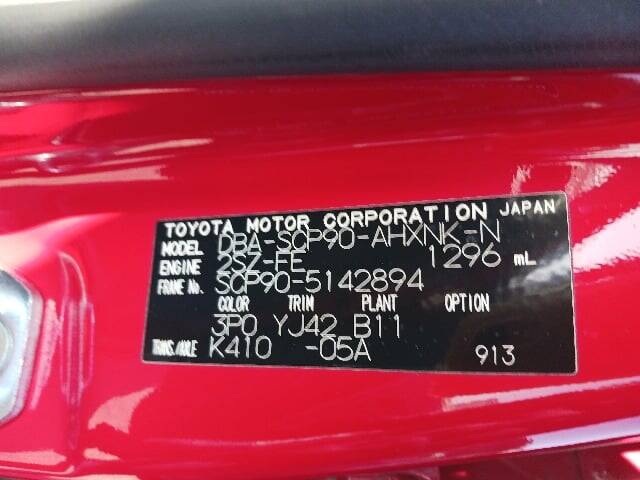 TOYOTA MOTOR CORPORATION JAPAN
MODEL DBA-SCP90-AHXNK-N
ENGINE 2SZ-FE 1296 mL
FRAME No. SCP90-5142894
COLOR TRIM PLANT OPTION
3P0 YJ42 B11
TRANS./AXLE K410 -05A 913